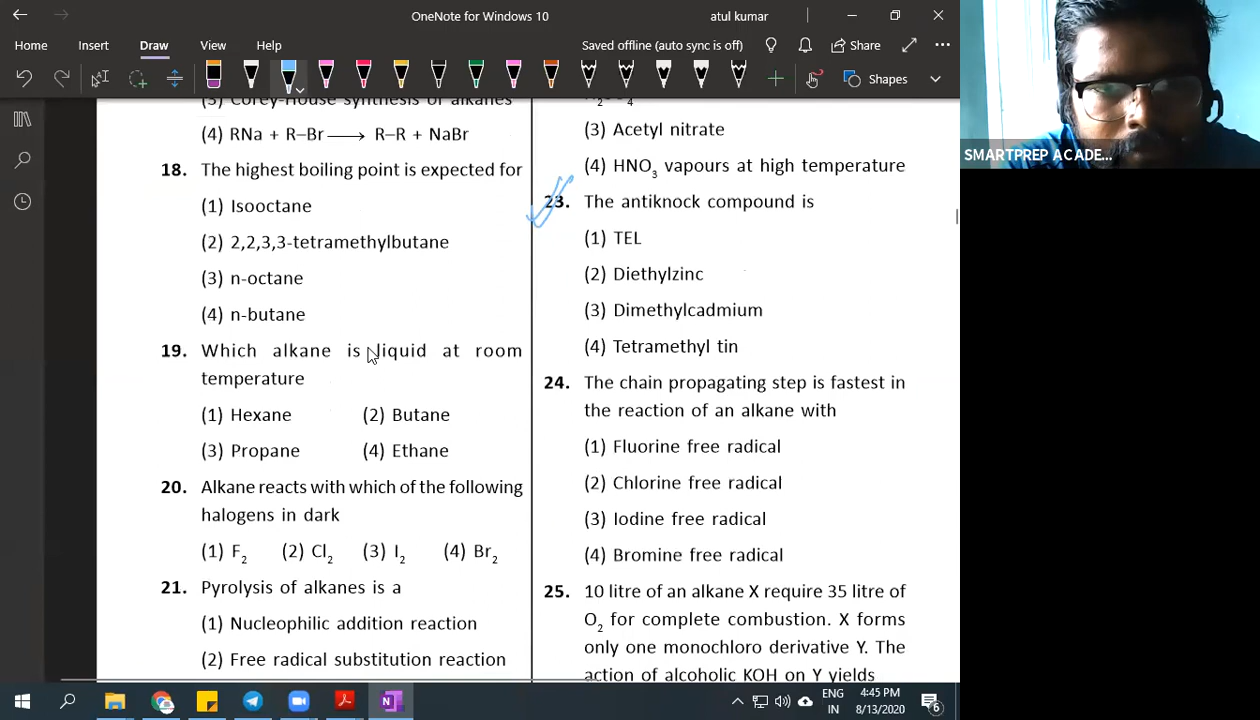 OneNote for Windows 10
atul kumar
Home Insert Draw View Help
Saved offline (auto sync is off)
Share
Shapes
(3) Corey-House synthesis of alkanes
(4) RNa + R–Br ⟶ R–R + NaBr
18. The highest boiling point is expected for
(1) Isooctane
(2) 2,2,3,3-tetramethylbutane
(3) n-octane
(4) n-butane
19. Which alkane is liquid at room
temperature
(1) Hexane (2) Butane
(3) Propane (4) Ethane
20. Alkane reacts with which of the following
halogens in dark
(1) F₂ (2) Cl₂ (3) I₂ (4) Br₂
21. Pyrolysis of alkanes is a
(1) Nucleophilic addition reaction
(2) Free radical substitution reaction
(3) Acetyl nitrate
(4) HNO₃ vapours at high temperature
23. The antiknock compound is
(1) TEL
(2) Diethylzinc
(3) Dimethylcadmium
(4) Tetramethyl tin
24. The chain propagating step is fastest in
the reaction of an alkane with
(1) Fluorine free radical
(2) Chlorine free radical
(3) Iodine free radical
(4) Bromine free radical
25. 10 litre of an alkane X require 35 litre of
O₂ for complete combustion. X forms
only one monochloro derivative Y. The
action of alcoholic KOH on Y yields
SMARTPREP ACADE...
ENG
IN
4:45 PM
8/13/2020
6